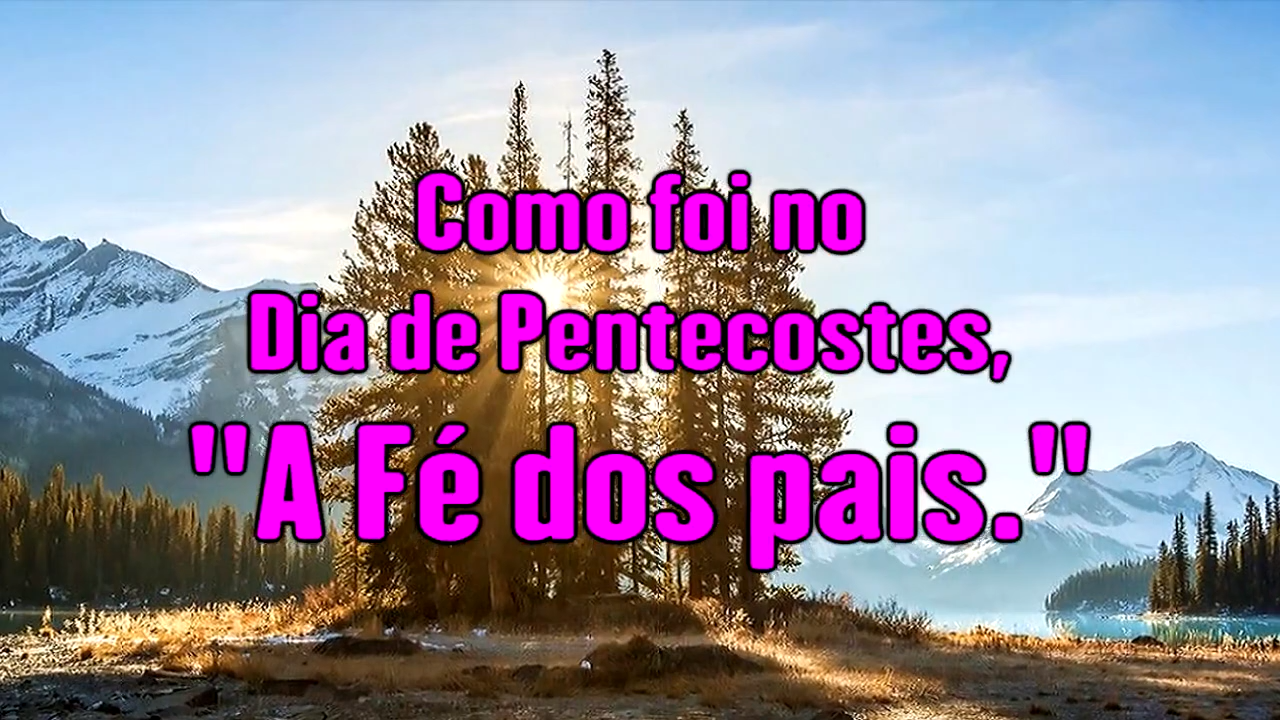 Como foi no
Dia de Pentecostes,
"A Fé dos pais."